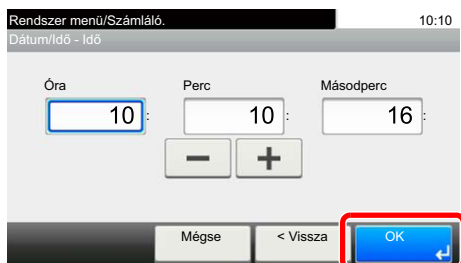 Rendszer menü/Számláló. 10:10
Dátum/Idő - Idő
Óra Perc Másodperc
10 : 10 : 16 :
− +
Mégse < Vissza OK